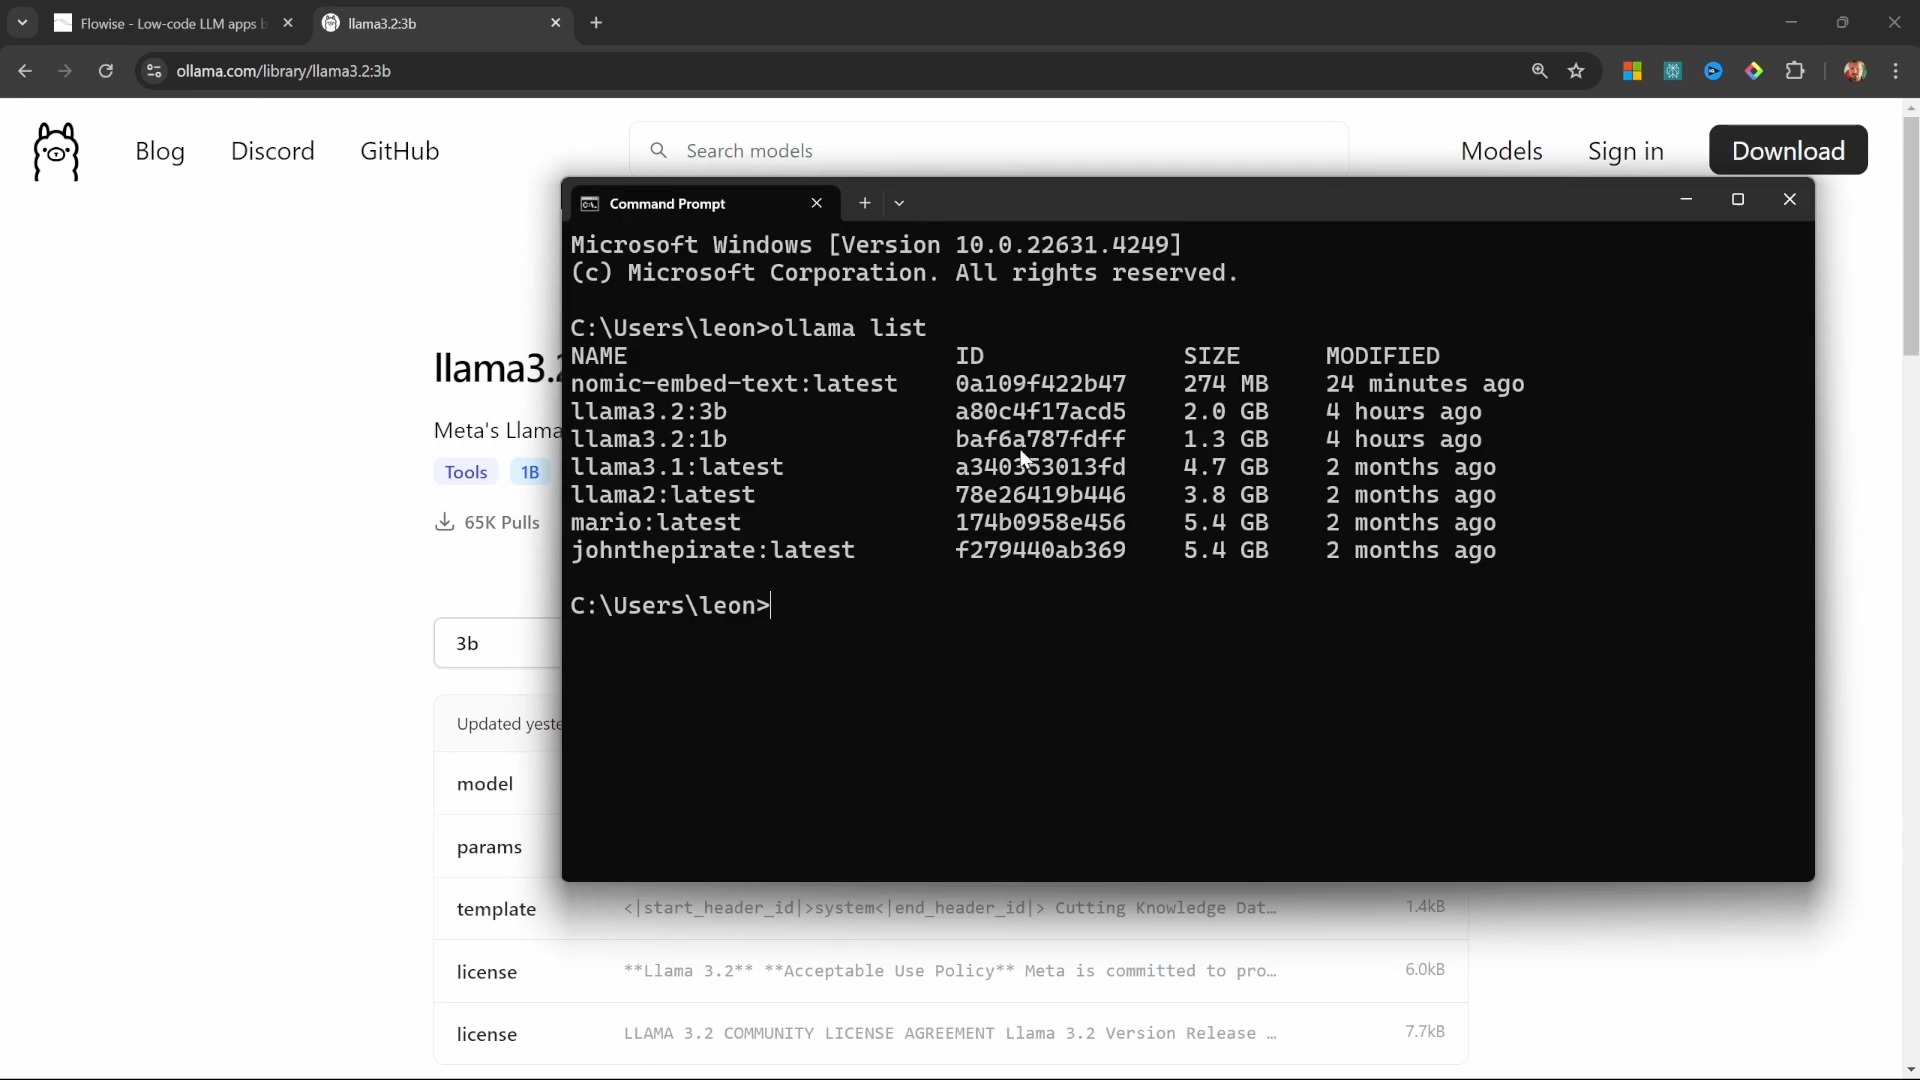 Flowise - Low-code LLM apps b
llama3.2:3b
ollama.com/library/llama3.2:3b
Blog
Discord
GitHub
Search models
Models
Sign in
Download
Command Prompt
Microsoft Windows [Version 10.0.22631.4249]
(c) Microsoft Corporation. All rights reserved.
C:\Users\leon>ollama list
NAME ID SIZE MODIFIED
nomic-embed-text:latest 0a109f422b47 274 MB 24 minutes ago
llama3.2:3b a80c4f17acd5 2.0 GB 4 hours ago
llama3.2:1b baf6a787fdff 1.3 GB 4 hours ago
llama3.1:latest a340353013fd 4.7 GB 2 months ago
llama2:latest 78e26419b446 3.8 GB 2 months ago
mario:latest 174b0958e456 5.4 GB 2 months ago
johnthepirate:latest f279440ab369 5.4 GB 2 months ago
C:\Users\leon>
llama3.2
Meta's Llama
Tools 1B
65K Pulls
3b
Updated yeste
model
params
template <|start_header_id|>system<|end_header_id|> Cutting Knowledge Dat… 1.4kB
license **Llama 3.2** **Acceptable Use Policy** Meta is committed to pro… 6.0kB
license LLAMA 3.2 COMMUNITY LICENSE AGREEMENT Llama 3.2 Version Release … 7.7kB